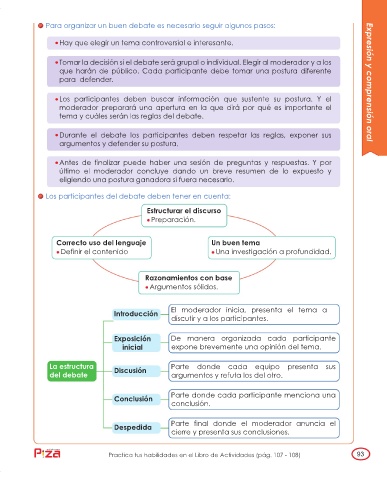 Para organizar un buen debate es necesario seguir algunos pasos:
• Hay que elegir un tema controversial e interesante.
• Tomar la decisión si el debate será grupal o individual. Elegir al moderador y a los
que harán de público. Cada participante debe tomar una postura diferente
para defender.
• Los participantes deben buscar información que sustente su postura. Y el
moderador preparará una apertura en la que dirá por qué es importante el
tema y cuáles serán las reglas del debate.
• Durante el debate los participantes deben respetar las reglas, exponer sus
argumentos y defender su postura.
• Antes de finalizar puede haber una sesión de preguntas y respuestas. Y por
último el moderador concluye dando un breve resumen de lo expuesto y
eligiendo una postura ganadora si fuera necesario.
Los participantes del debate deben tener en cuenta:
Estructurar el discurso
• Preparación.
Correcto uso del lenguaje
• Definir el contenido
Un buen tema
• Una investigación a profundidad.
Razonamientos con base
• Argumentos sólidos.
La estructura
del debate
Introducción
El moderador inicia, presenta el tema a
discutir y a los participantes.
Exposición
inicial
De manera organizada cada participante
expone brevemente una opinión del tema.
Discusión
Parte donde cada equipo presenta sus
argumentos y refuta los del otro.
Conclusión
Parte donde cada participante menciona una
conclusión.
Despedida
Parte final donde el moderador anuncia el
cierre y presenta sus conclusiones.
Expresión y comprensión oral
Practica tus habilidades en el Libro de Actividades (pág. 107 - 108)
93